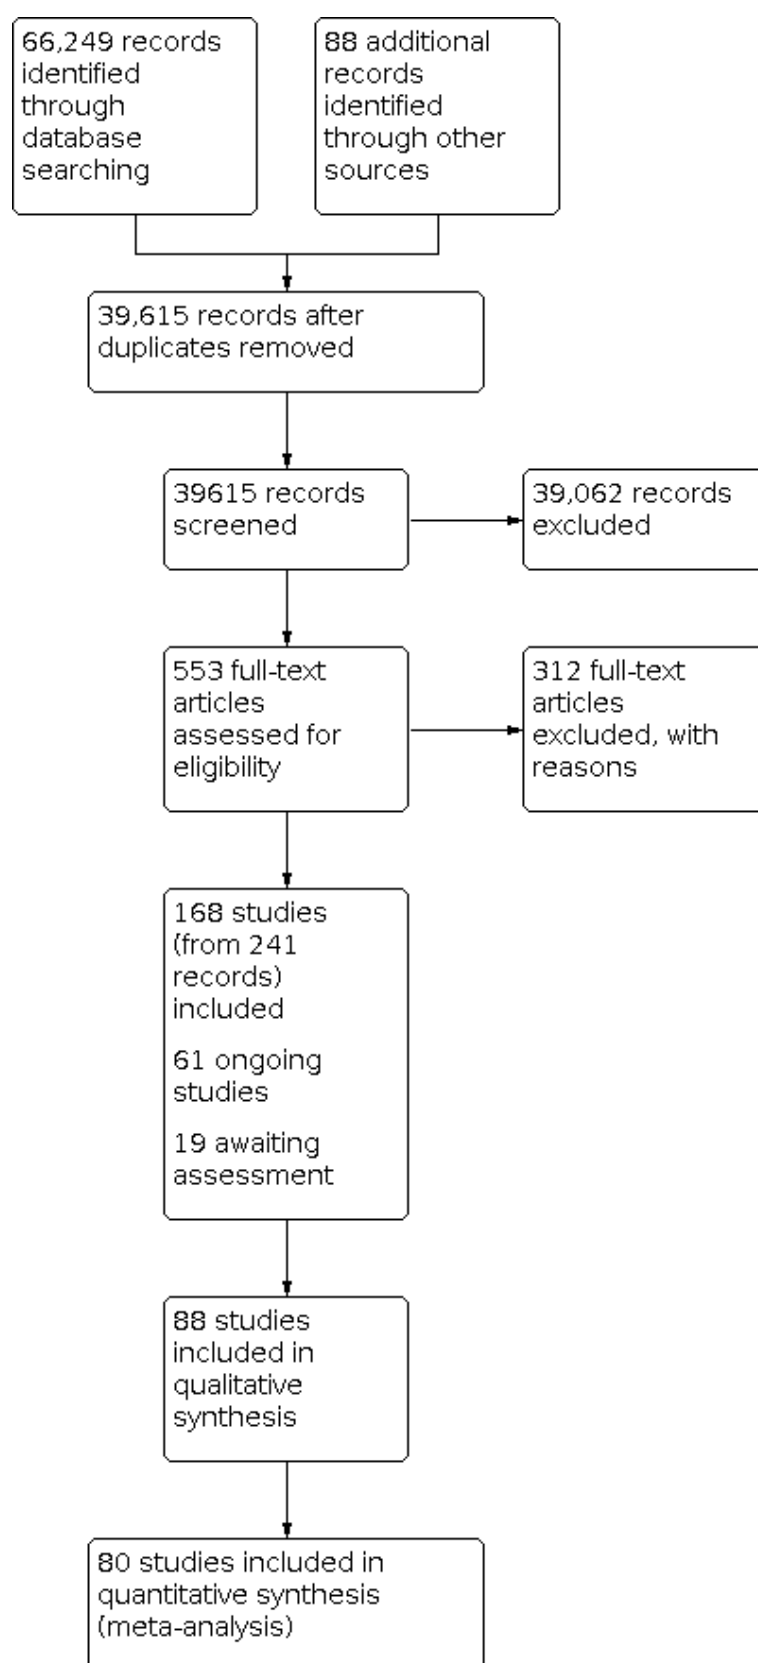 66,249 records
identified
through
database
searching
88 additional
records
identified
through other
sources
39,615 records after
duplicates removed
39615 records
screened
39,062 records
excluded
553 full-text
articles
assessed for
eligibility
312 full-text
articles
excluded, with
reasons
168 studies
(from 241
records)
included
61 ongoing
studies
19 awaiting
assessment
88 studies
included in
qualitative
synthesis
80 studies included in
quantitative synthesis
(meta-analysis)